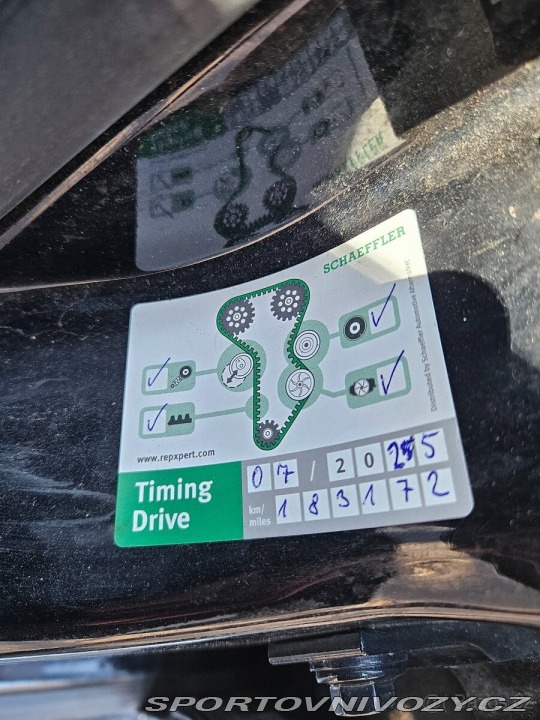 SCHAEFFLER
Distributed by Schaeffler Automotive Aftermarket
www.repxpert.com
Timing
Drive
07/2025
km/
miles
183172
SPORTOVNIVOZY.CZ